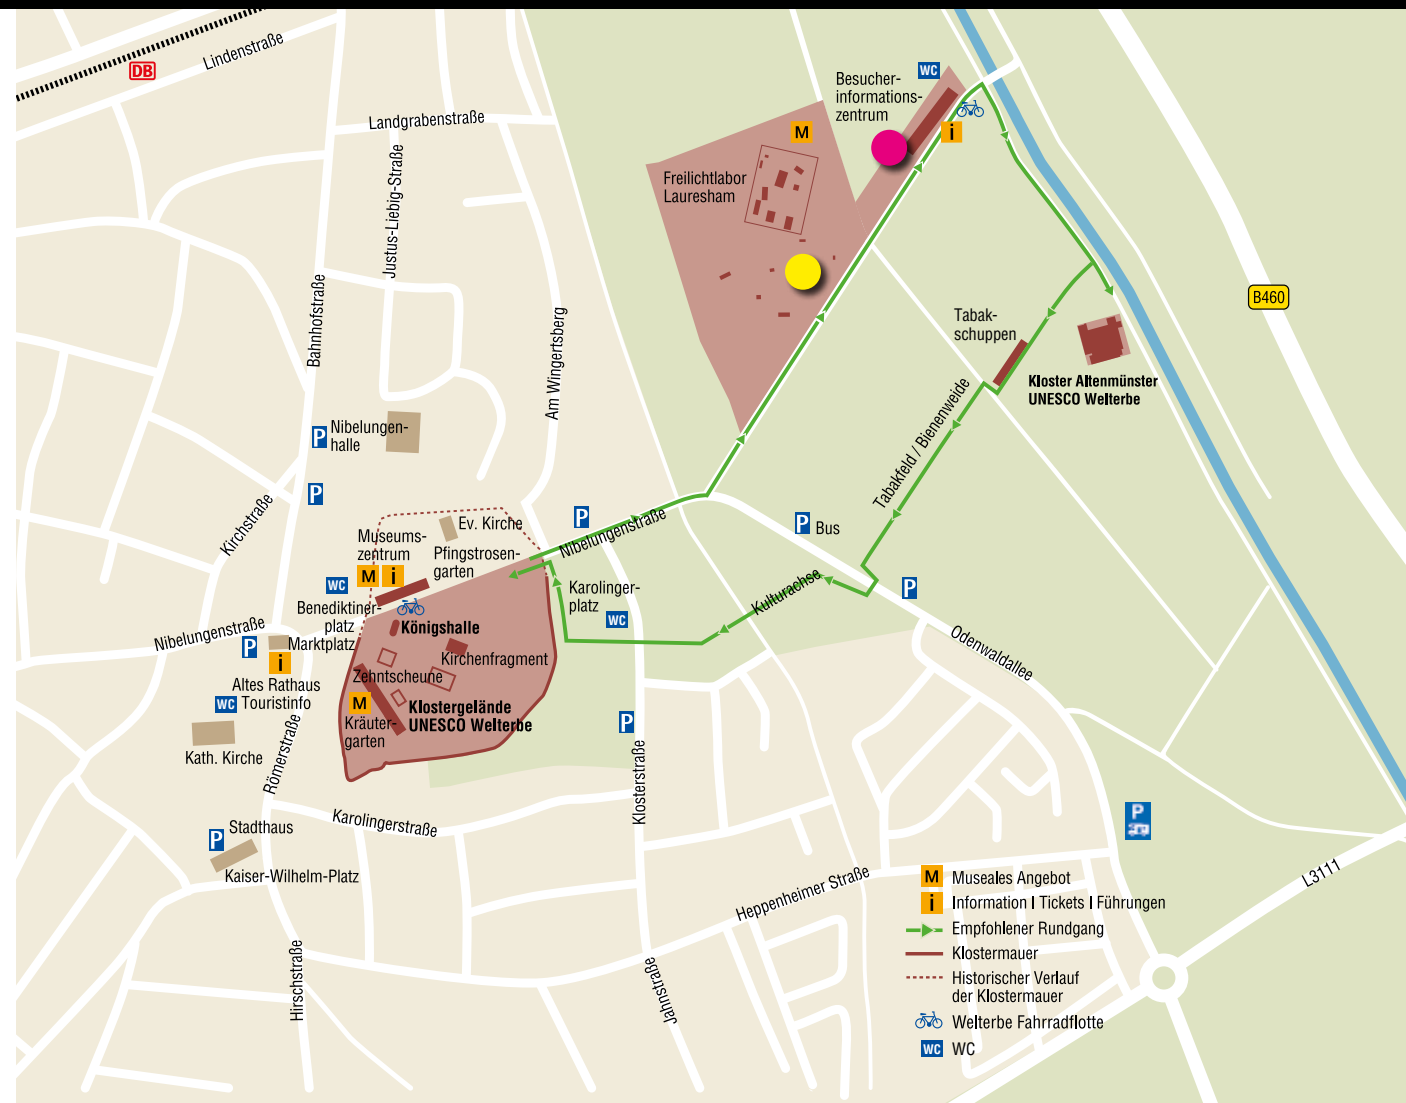 DB
Lindenstraße
Landgrabenstraße
Justus-Liebig-Straße
Bahnhofstraße
Am Wingertsberg
Besucher-
informations-
zentrum
WC
i
M
Freilichtlabor
Lauresham
B460
Tabak-
schuppen
Kloster Altenmünster
UNESCO Welterbe
Tabakfeld / Bienenweide
P
Nibelungen-
halle
P
Kirchstraße
Ev. Kirche
Museums-
zentrum
M
i
Pfingstrosen-
garten
P
Nibelungenstraße
P
Bus
P
WC
Benediktiner-
platz
Marktplatz
Königshalle
Karolinger-
platz
WC
Kulturachse
Nibelungenstraße
P
i
Altes Rathaus
WC
Touristinfo
Kirchenfragment
Zehntscheune
M
Kräuter-
garten
Klostergelände
UNESCO Welterbe
Odenwaldallee
P
Kath. Kirche
Römerstraße
Klosterstraße
Karolingerstraße
P
Stadthaus
Kaiser-Wilhelm-Platz
P
Heppenheimer Straße
L3111
Hirschstraße
Jahnstraße
M
Museales Angebot
i
Information I Tickets I Führungen
Empfohlener Rundgang
Klostermauer
Historischer Verlauf
der Klostermauer
Welterbe Fahrradflotte
WC
WC